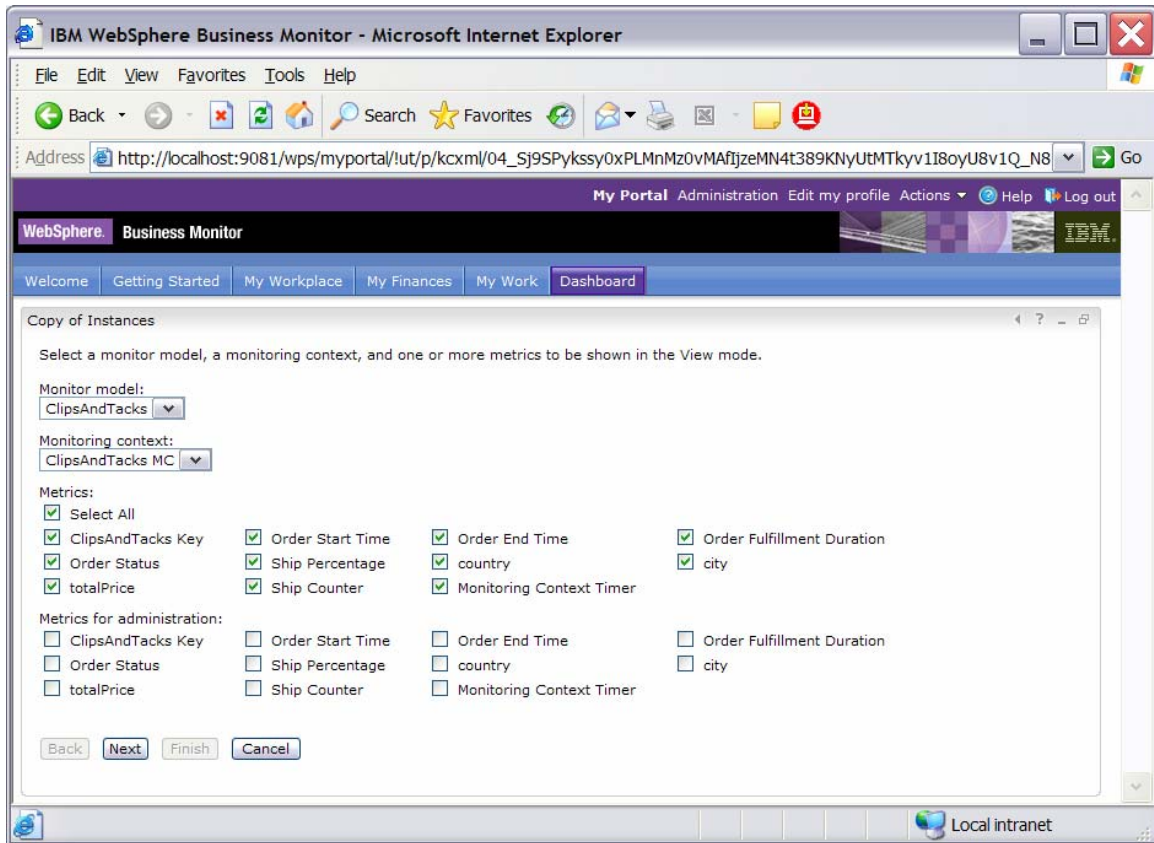 IBM WebSphere Business Monitor - Microsoft Internet Explorer
File Edit View Favorites Tools Help
Back Search Favorites
Address http://localhost:9081/wps/myportal/!ut/p/kcxml/04_Sj9SPykssy0xPLMnMz0vMAfIjzeMN4t389KNyUtMTkyv1I8oyU8v1Q_N8 Go
My Portal Administration Edit my profile Actions Help Log out
WebSphere. Business Monitor IBM.
Welcome Getting Started My Workplace My Finances My Work Dashboard
Copy of Instances ?
Select a monitor model, a monitoring context, and one or more metrics to be shown in the View mode.
Monitor model:
ClipsAndTacks
Monitoring context:
ClipsAndTacks MC
Metrics:
Select All
ClipsAndTacks Key Order Start Time Order End Time Order Fulfillment Duration
Order Status Ship Percentage country city
totalPrice Ship Counter Monitoring Context Timer
Metrics for administration:
ClipsAndTacks Key Order Start Time Order End Time Order Fulfillment Duration
Order Status Ship Percentage country city
totalPrice Ship Counter Monitoring Context Timer
Back Next Finish Cancel
Local intranet